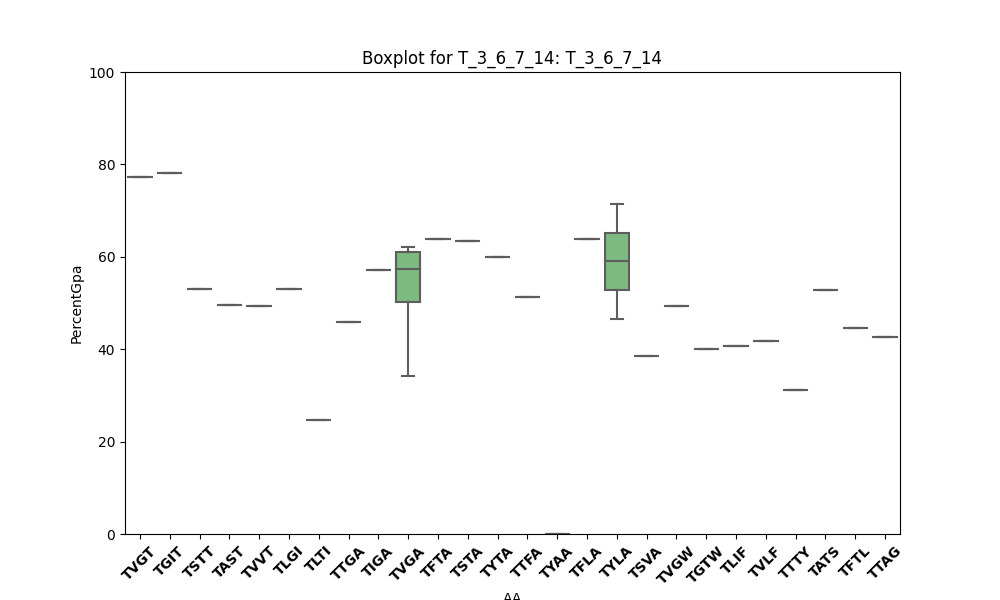 Boxplot for T_3_6_7_14: T_3_6_7_14
100
80
60
40
20
0
PercentGpa
TVGT TGIT TSTT TAST TVVT TLGI TLTI TTGA TIGA TVGA TFTA TSTA TYTA TTFA TYAA TFLA TYLA TSVA TVGW TGTW TLIF TVLF TTTY TATS TFTL TTAG
AA